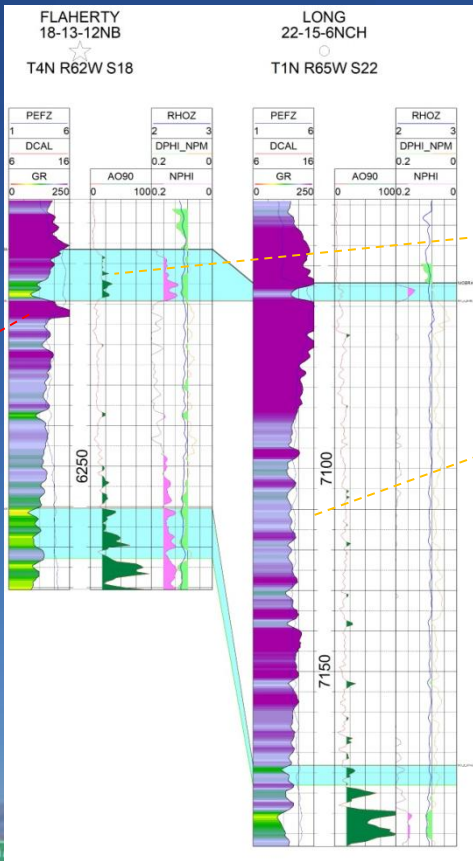 FLAHERTY
18-13-12NB
T4N R62W S18
LONG
22-15-6NCH
T1N R65W S22
PEFZ
1 6
DCAL
6 16
GR
0 250
AO90
0 1000
RHOZ
2 3
DPHI_NPM
0.2 0
NPHI
0.2 0
6250
PEFZ
1 6
DCAL
6 16
GR
0 250
AO90
0 1000
RHOZ
2 3
DPHI_NPM
0.2 0
NPHI
0.2 0
7100
7150